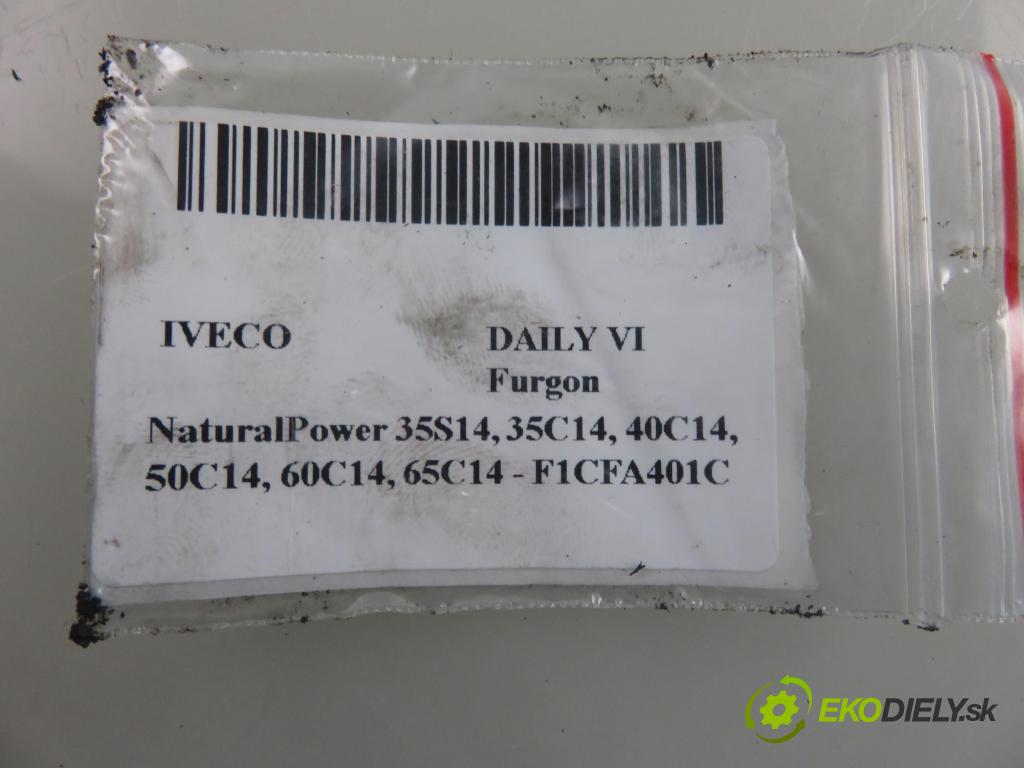 IVECO DAILY VI
Furgon
NaturalPower 35S14, 35C14, 40C14,
50C14, 60C14, 65C14 - F1CFA401C
EKODIELY.sk